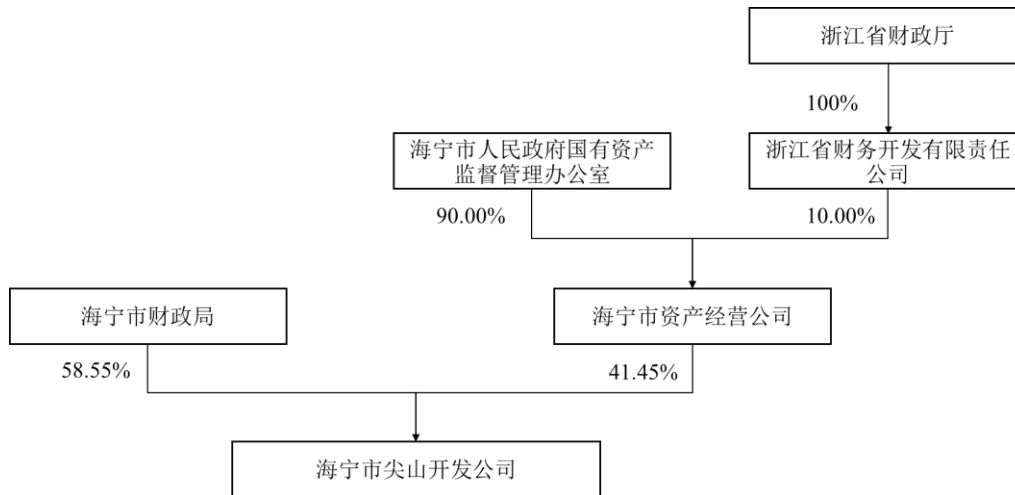 浙江省财政厅
100%
海宁市人民政府国有资产
监督管理办公室
浙江省财务开发有限责任
公司
90.00%
10.00%
海宁市财政局
海宁市资产经营公司
58.55%
41.45%
海宁市尖山开发公司